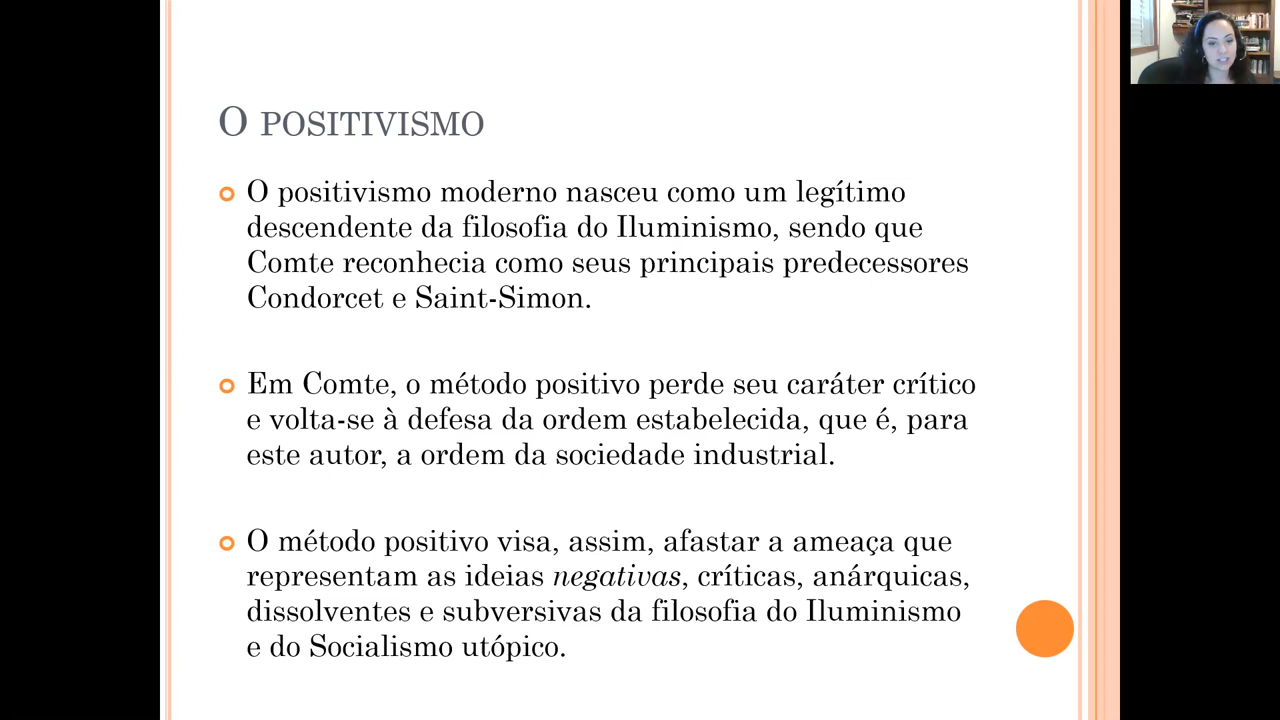 O POSITIVISMO
O positivismo moderno nasceu como um legítimo
descendente da filosofia do Iluminismo, sendo que
Comte reconhecia como seus principais predecessores
Condorcet e Saint-Simon.
Em Comte, o método positivo perde seu caráter crítico
e volta-se à defesa da ordem estabelecida, que é, para
este autor, a ordem da sociedade industrial.
O método positivo visa, assim, afastar a ameaça que
representam as ideias negativas, críticas, anárquicas,
dissolventes e subversivas da filosofia do Iluminismo
e do Socialismo utópico.